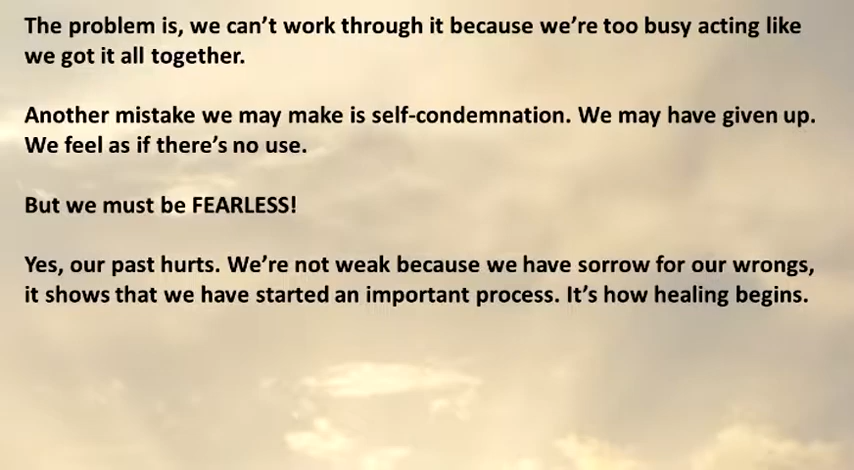 The problem is, we can’t work through it because we’re too busy acting like
we got it all together.
Another mistake we may make is self-condemnation. We may have given up.
We feel as if there’s no use.
But we must be FEARLESS!
Yes, our past hurts. We’re not weak because we have sorrow for our wrongs,
it shows that we have started an important process. It’s how healing begins.